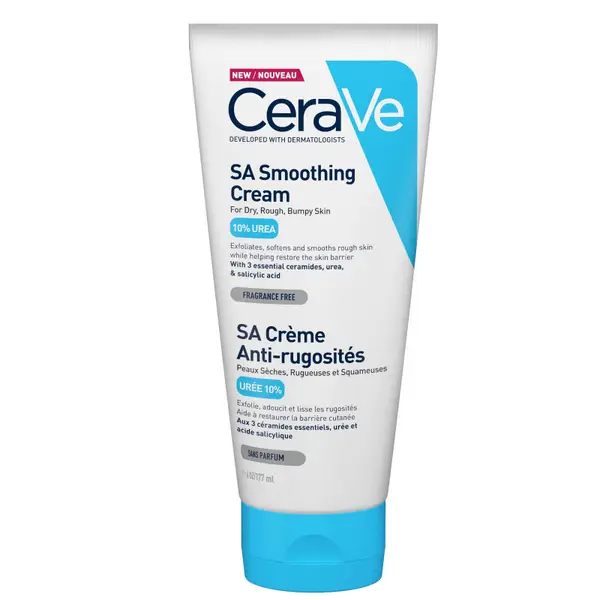 NEW / NOUVEAU
CeraVe
DEVELOPED WITH DERMATOLOGISTS
SA Smoothing
Cream
For Dry, Rough, Bumpy Skin
10% UREA
Exfoliates, softens and smooths rough skin
while helping restore the skin barrier
With 3 essential ceramides, urea,
& salicylic acid
FRAGRANCE FREE
SA Crème
Anti-rugosités
Peaux Sèches, Rugueuses et Squameuses
URÉE 10%
Exfolie, adoucit et lisse les rugosités
Aide à restaurer la barrière cutanée
Aux 3 céramides essentiels, urée et
acide salicylique
SANS PARFUM
177 ml